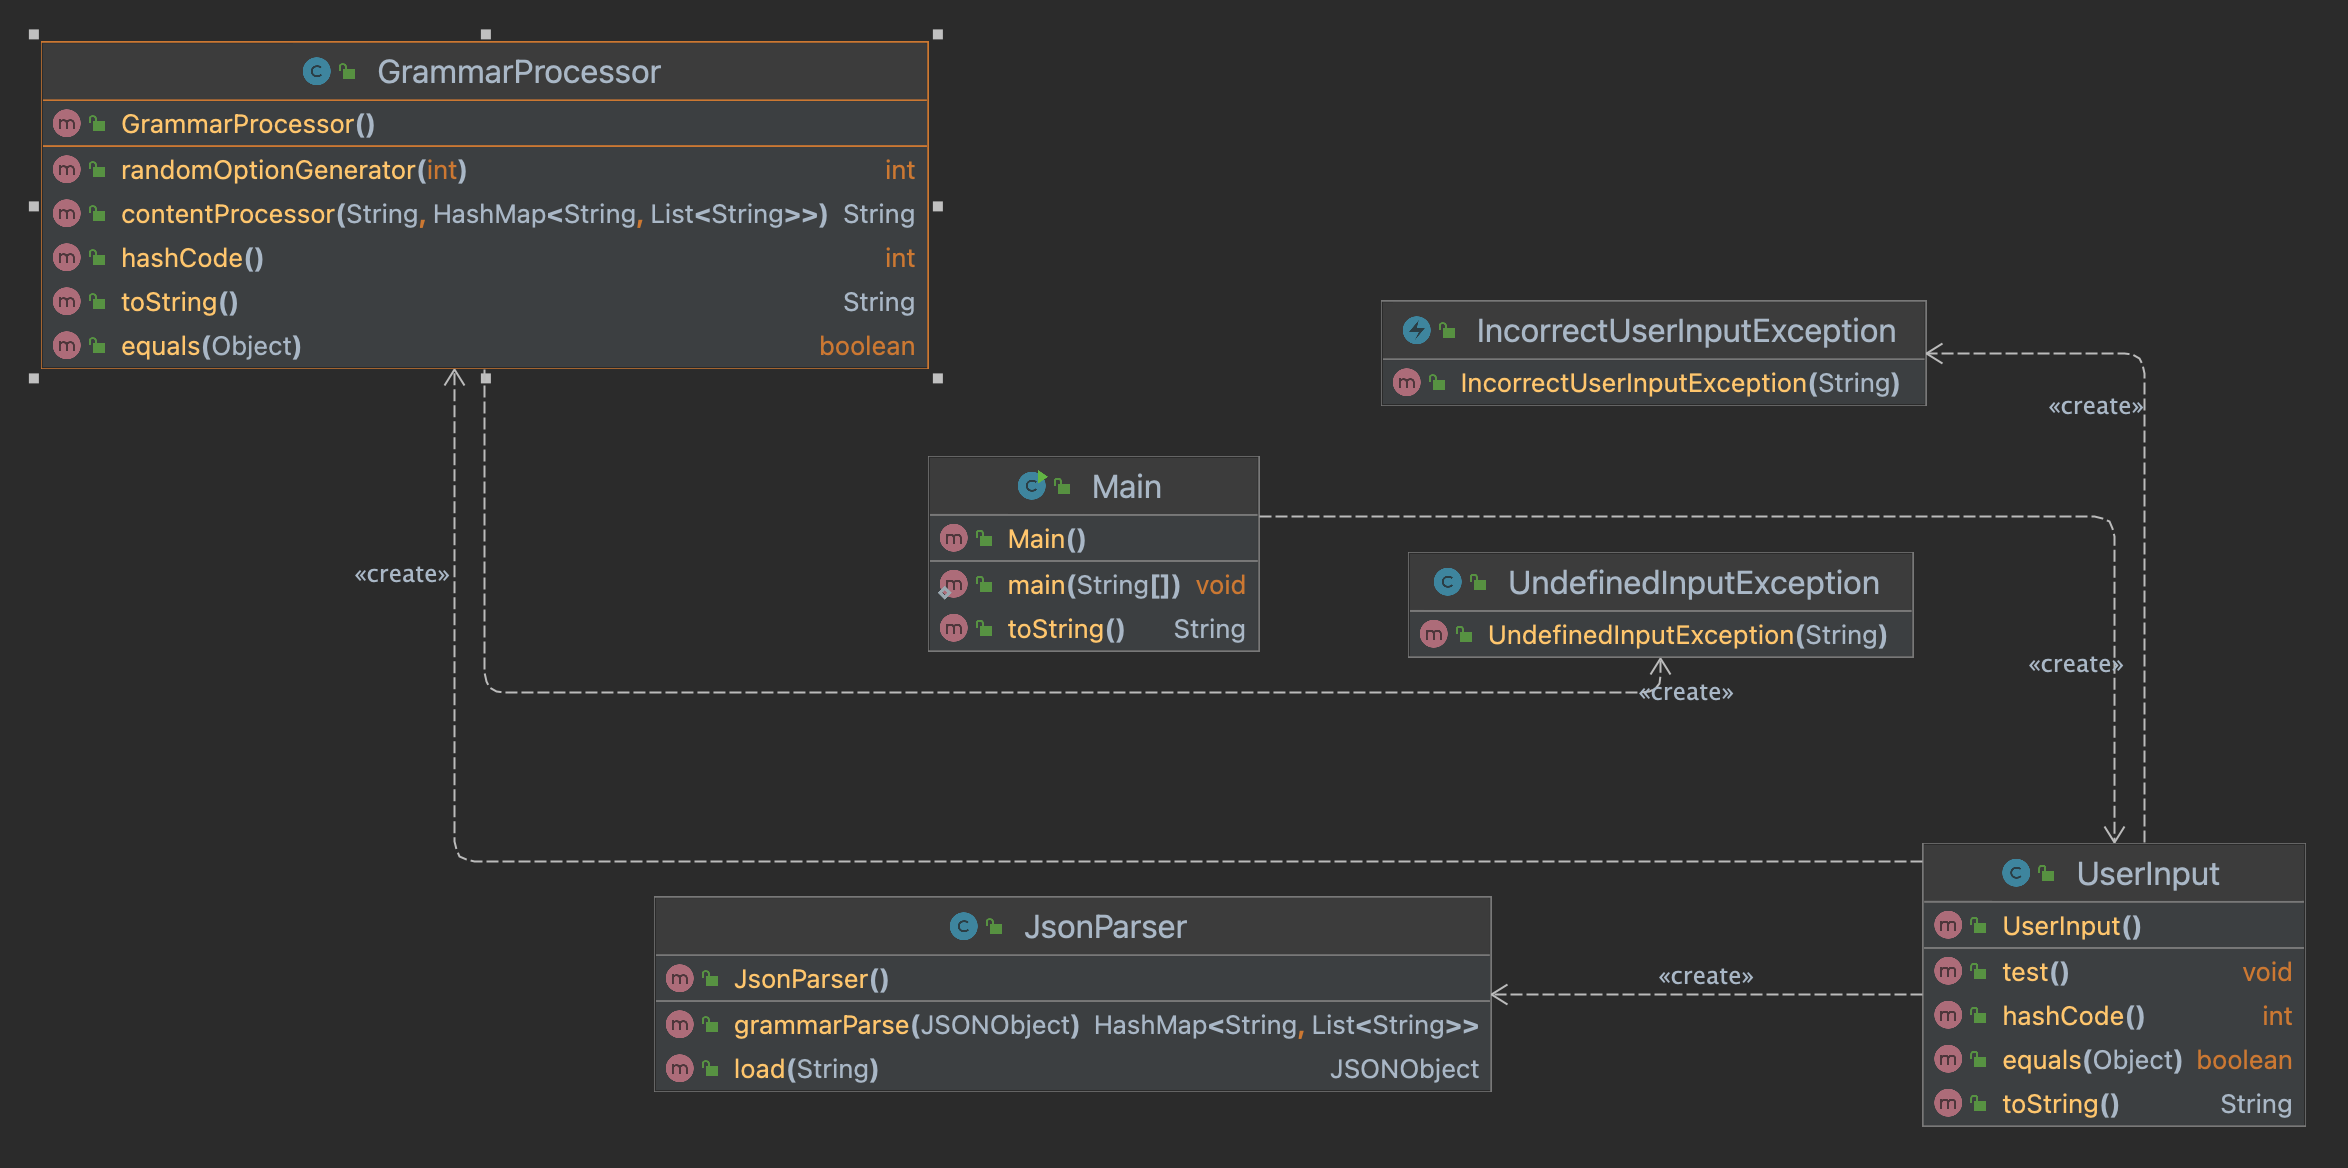 GrammarProcessor
GrammarProcessor()
randomOptionGenerator(int) int
contentProcessor(String, HashMap<String, List<String>>) String
hashCode() int
toString() String
equals(Object) boolean
IncorrectUserInputException
IncorrectUserInputException(String)
«create»
Main
Main()
main(String[]) void
toString() String
«create»
UndefinedInputException
UndefinedInputException(String)
«create»
«create»
UserInput
UserInput()
test() void
hashCode() int
equals(Object) boolean
toString() String
JsonParser
JsonParser()
grammarParse(JSONObject) HashMap<String, List<String>>
load(String) JSONObject
«create»